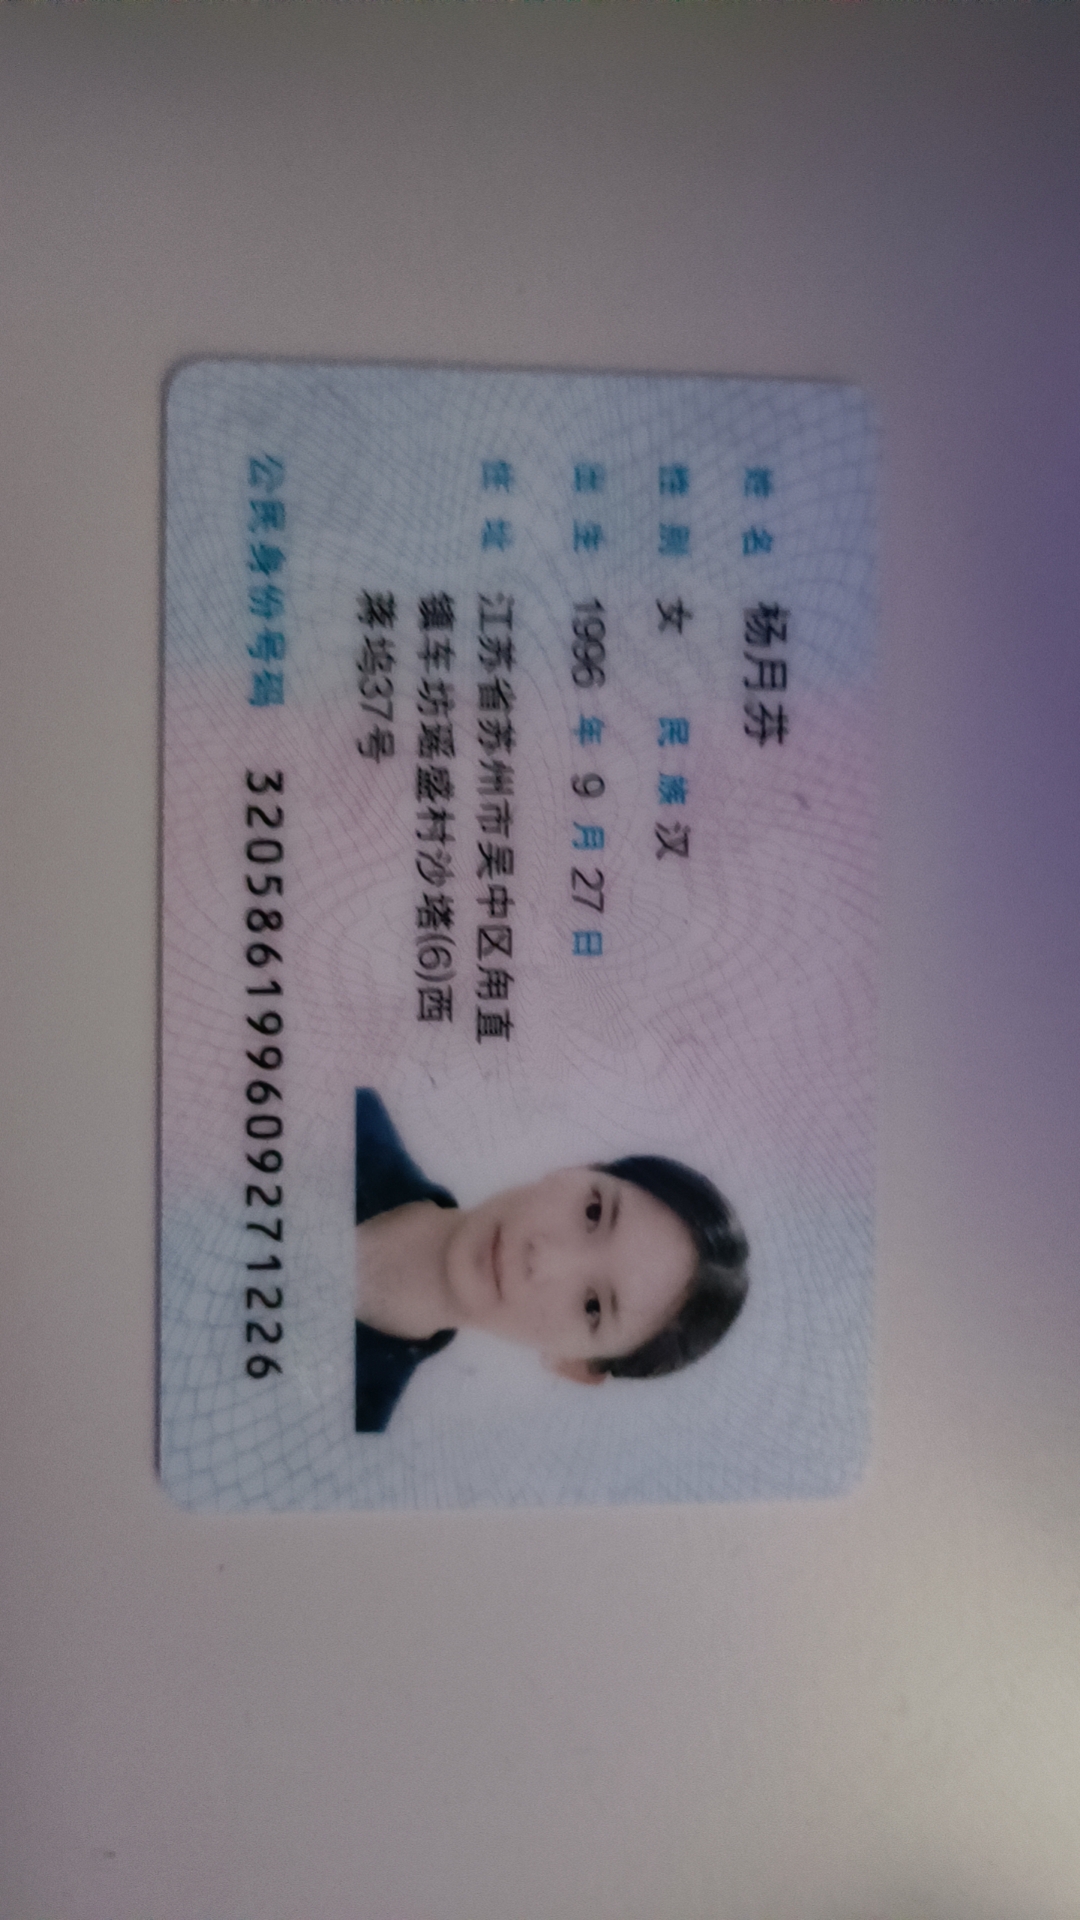 姓名 杨月芬
性别 女 民族 汉
出生 1996 年 9 月 27 日
住址 江苏省苏州市吴中区甪直
镇车坊瑶盛村沙塔(6)西
蒋坞37号
公民身份号码 320586199609271226